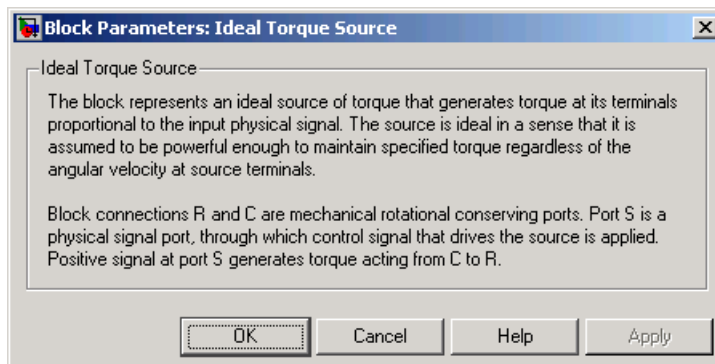 Block Parameters: Ideal Torque Source
Ideal Torque Source
The block represents an ideal source of torque that generates torque at its terminals
proportional to the input physical signal. The source is ideal in a sense that it is
assumed to be powerful enough to maintain specified torque regardless of the
angular velocity at source terminals.
Block connections R and C are mechanical rotational conserving ports. Port S is a
physical signal port, through which control signal that drives the source is applied.
Positive signal at port S generates torque acting from C to R.
OK Cancel Help Apply